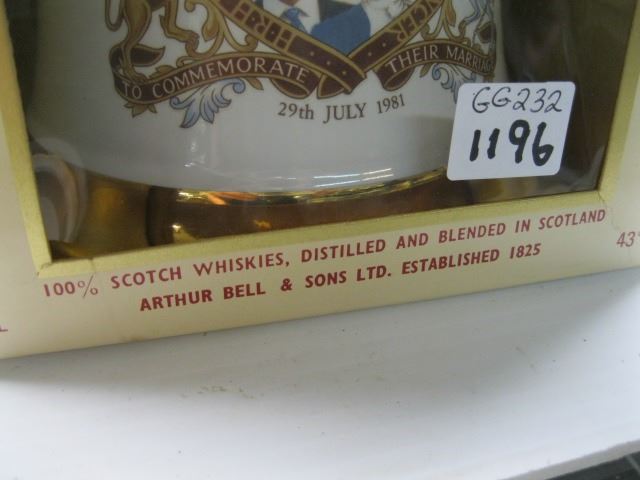 TO COMMEMORATE THEIR MARRIAGE
29th JULY 1981
GG232
1196
100% SCOTCH WHISKIES, DISTILLED AND BLENDED IN SCOTLAND
43°
ARTHUR BELL & SONS LTD. ESTABLISHED 1825